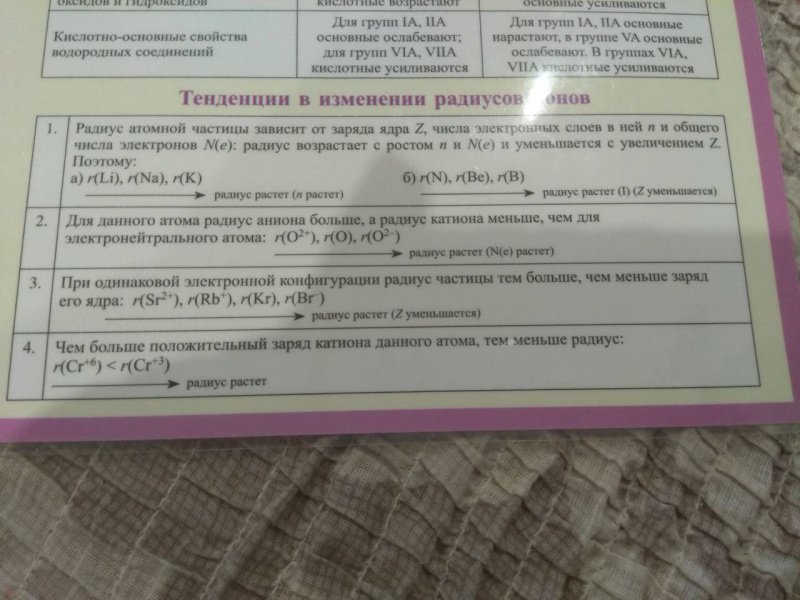 оксидов и гидроксидов
кислотные возрастают
основные усиливаются
Кислотно-основные свойства
водородных соединений
Для групп IA, IIA
основные ослабевают;
для групп VIA, VIIA
кислотные усиливаются
Для групп IA, IIA основные
нарастают, в группе VA основные
ослабевают. В группах VIA,
VIIA кислотные усиливаются
Тенденции в изменении радиусов ионов
1.
Радиус атомной частицы зависит от заряда ядра Z, числа электронных слоев в ней n и общего
числа электронов N(e): радиус возрастает с ростом n и N(e) и уменьшается с увеличением Z.
Поэтому:
а) r(Li), r(Na), r(K)
радиус растет (n растет)
б) r(N), r(Be), r(B)
радиус растет (I) (Z уменьшается)
2.
Для данного атома радиус аниона больше, а радиус катиона меньше, чем для
электронейтрального атома: r(O²⁺), r(O), r(O²⁻)
радиус растет (N(e) растет)
3.
При одинаковой электронной конфигурации радиус частицы тем больше, чем меньше заряд
его ядра: r(Sr²⁺), r(Rb⁺), r(Kr), r(Br⁻)
радиус растет (Z уменьшается)
4.
Чем больше положительный заряд катиона данного атома, тем меньше радиус:
r(Cr⁺⁶) < r(Cr⁺³)
радиус растет